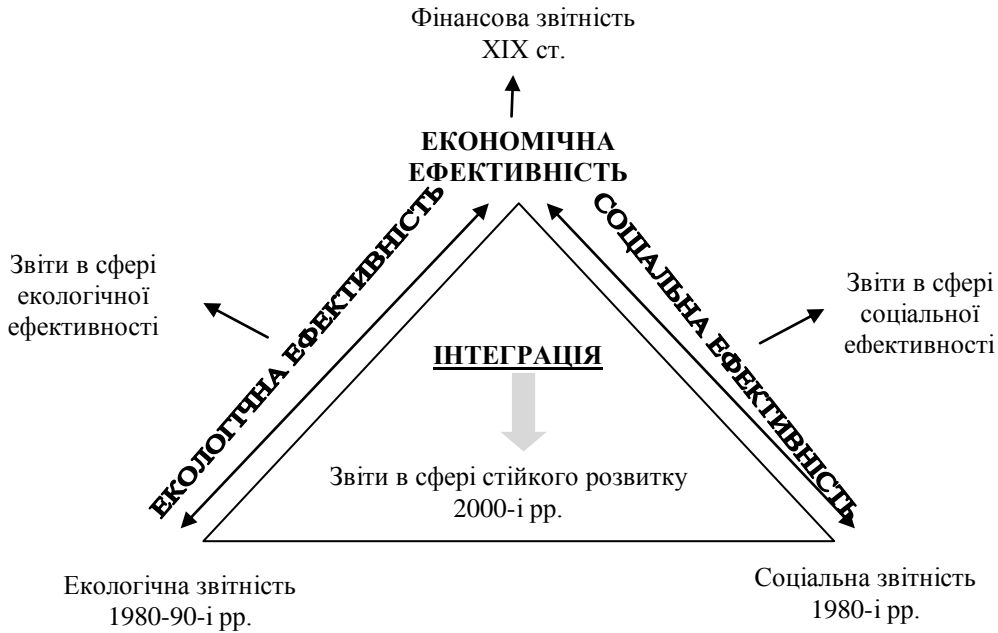 Фінансова звітність
XIX ст.
ЕКОНОМІЧНА
ЕФЕКТИВНІСТЬ
ЕКОЛОГІЧНА ЕФЕКТИВНІСТЬ
СОЦІАЛЬНА ЕФЕКТИВНІСТЬ
Звіти в сфері
екологічної
ефективності
Звіти в сфері
соціальної
ефективності
ІНТЕГРАЦІЯ
Звіти в сфері стійкого розвитку
2000-і рр.
Екологічна звітність
1980-90-і рр.
Соціальна звітність
1980-і рр.